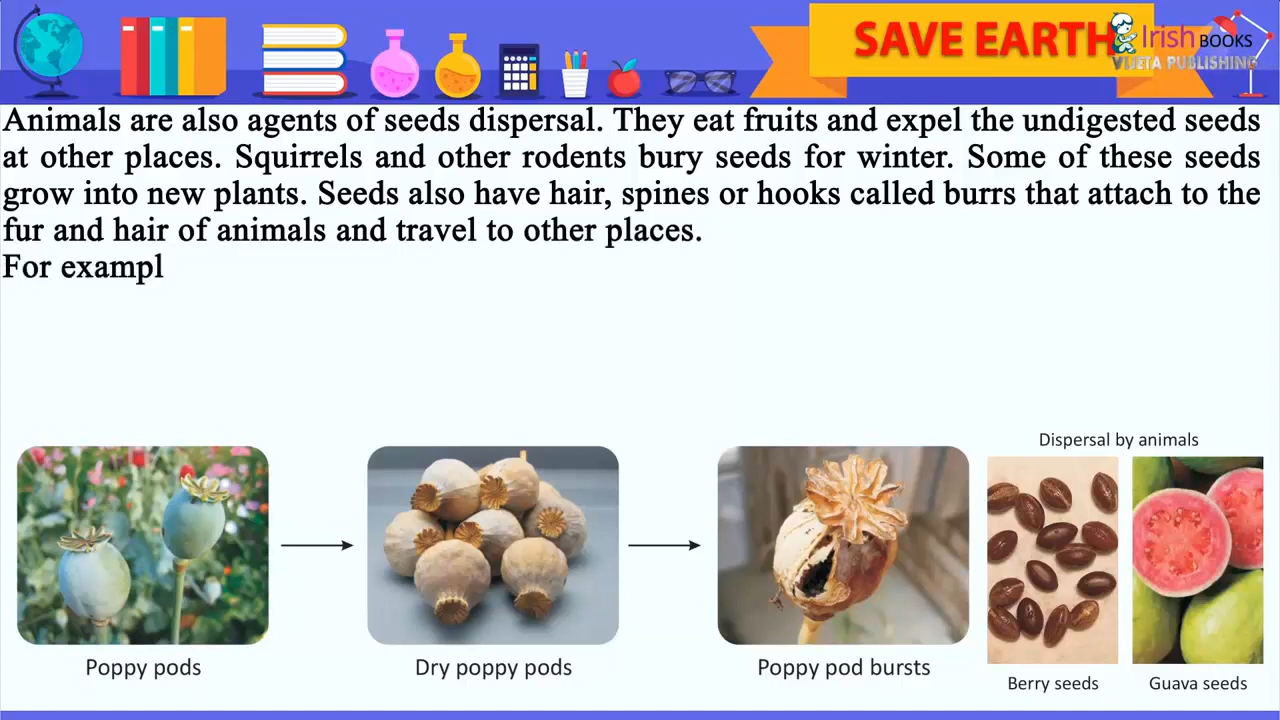 SAVE EARTH
Irish BOOKS
VIJETA PUBLISHING
Animals are also agents of seeds dispersal. They eat fruits and expel the undigested seeds
at other places. Squirrels and other rodents bury seeds for winter. Some of these seeds
grow into new plants. Seeds also have hair, spines or hooks called burrs that attach to the
fur and hair of animals and travel to other places.
For exampl
Dispersal by animals
Poppy pods
Dry poppy pods
Poppy pod bursts
Berry seeds
Guava seeds